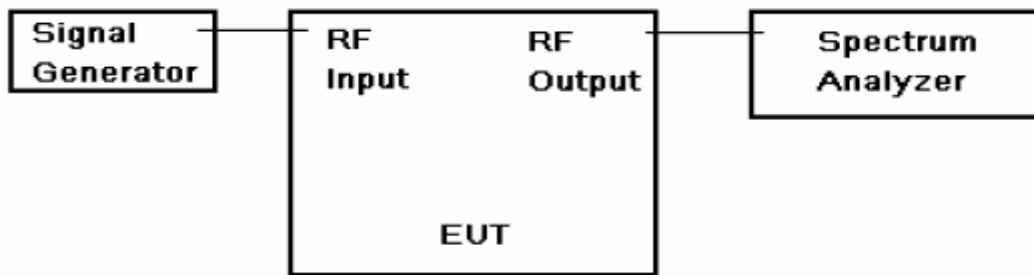 Signal
Generator
RF
Input
RF
Output
EUT
Spectrum
Analyzer